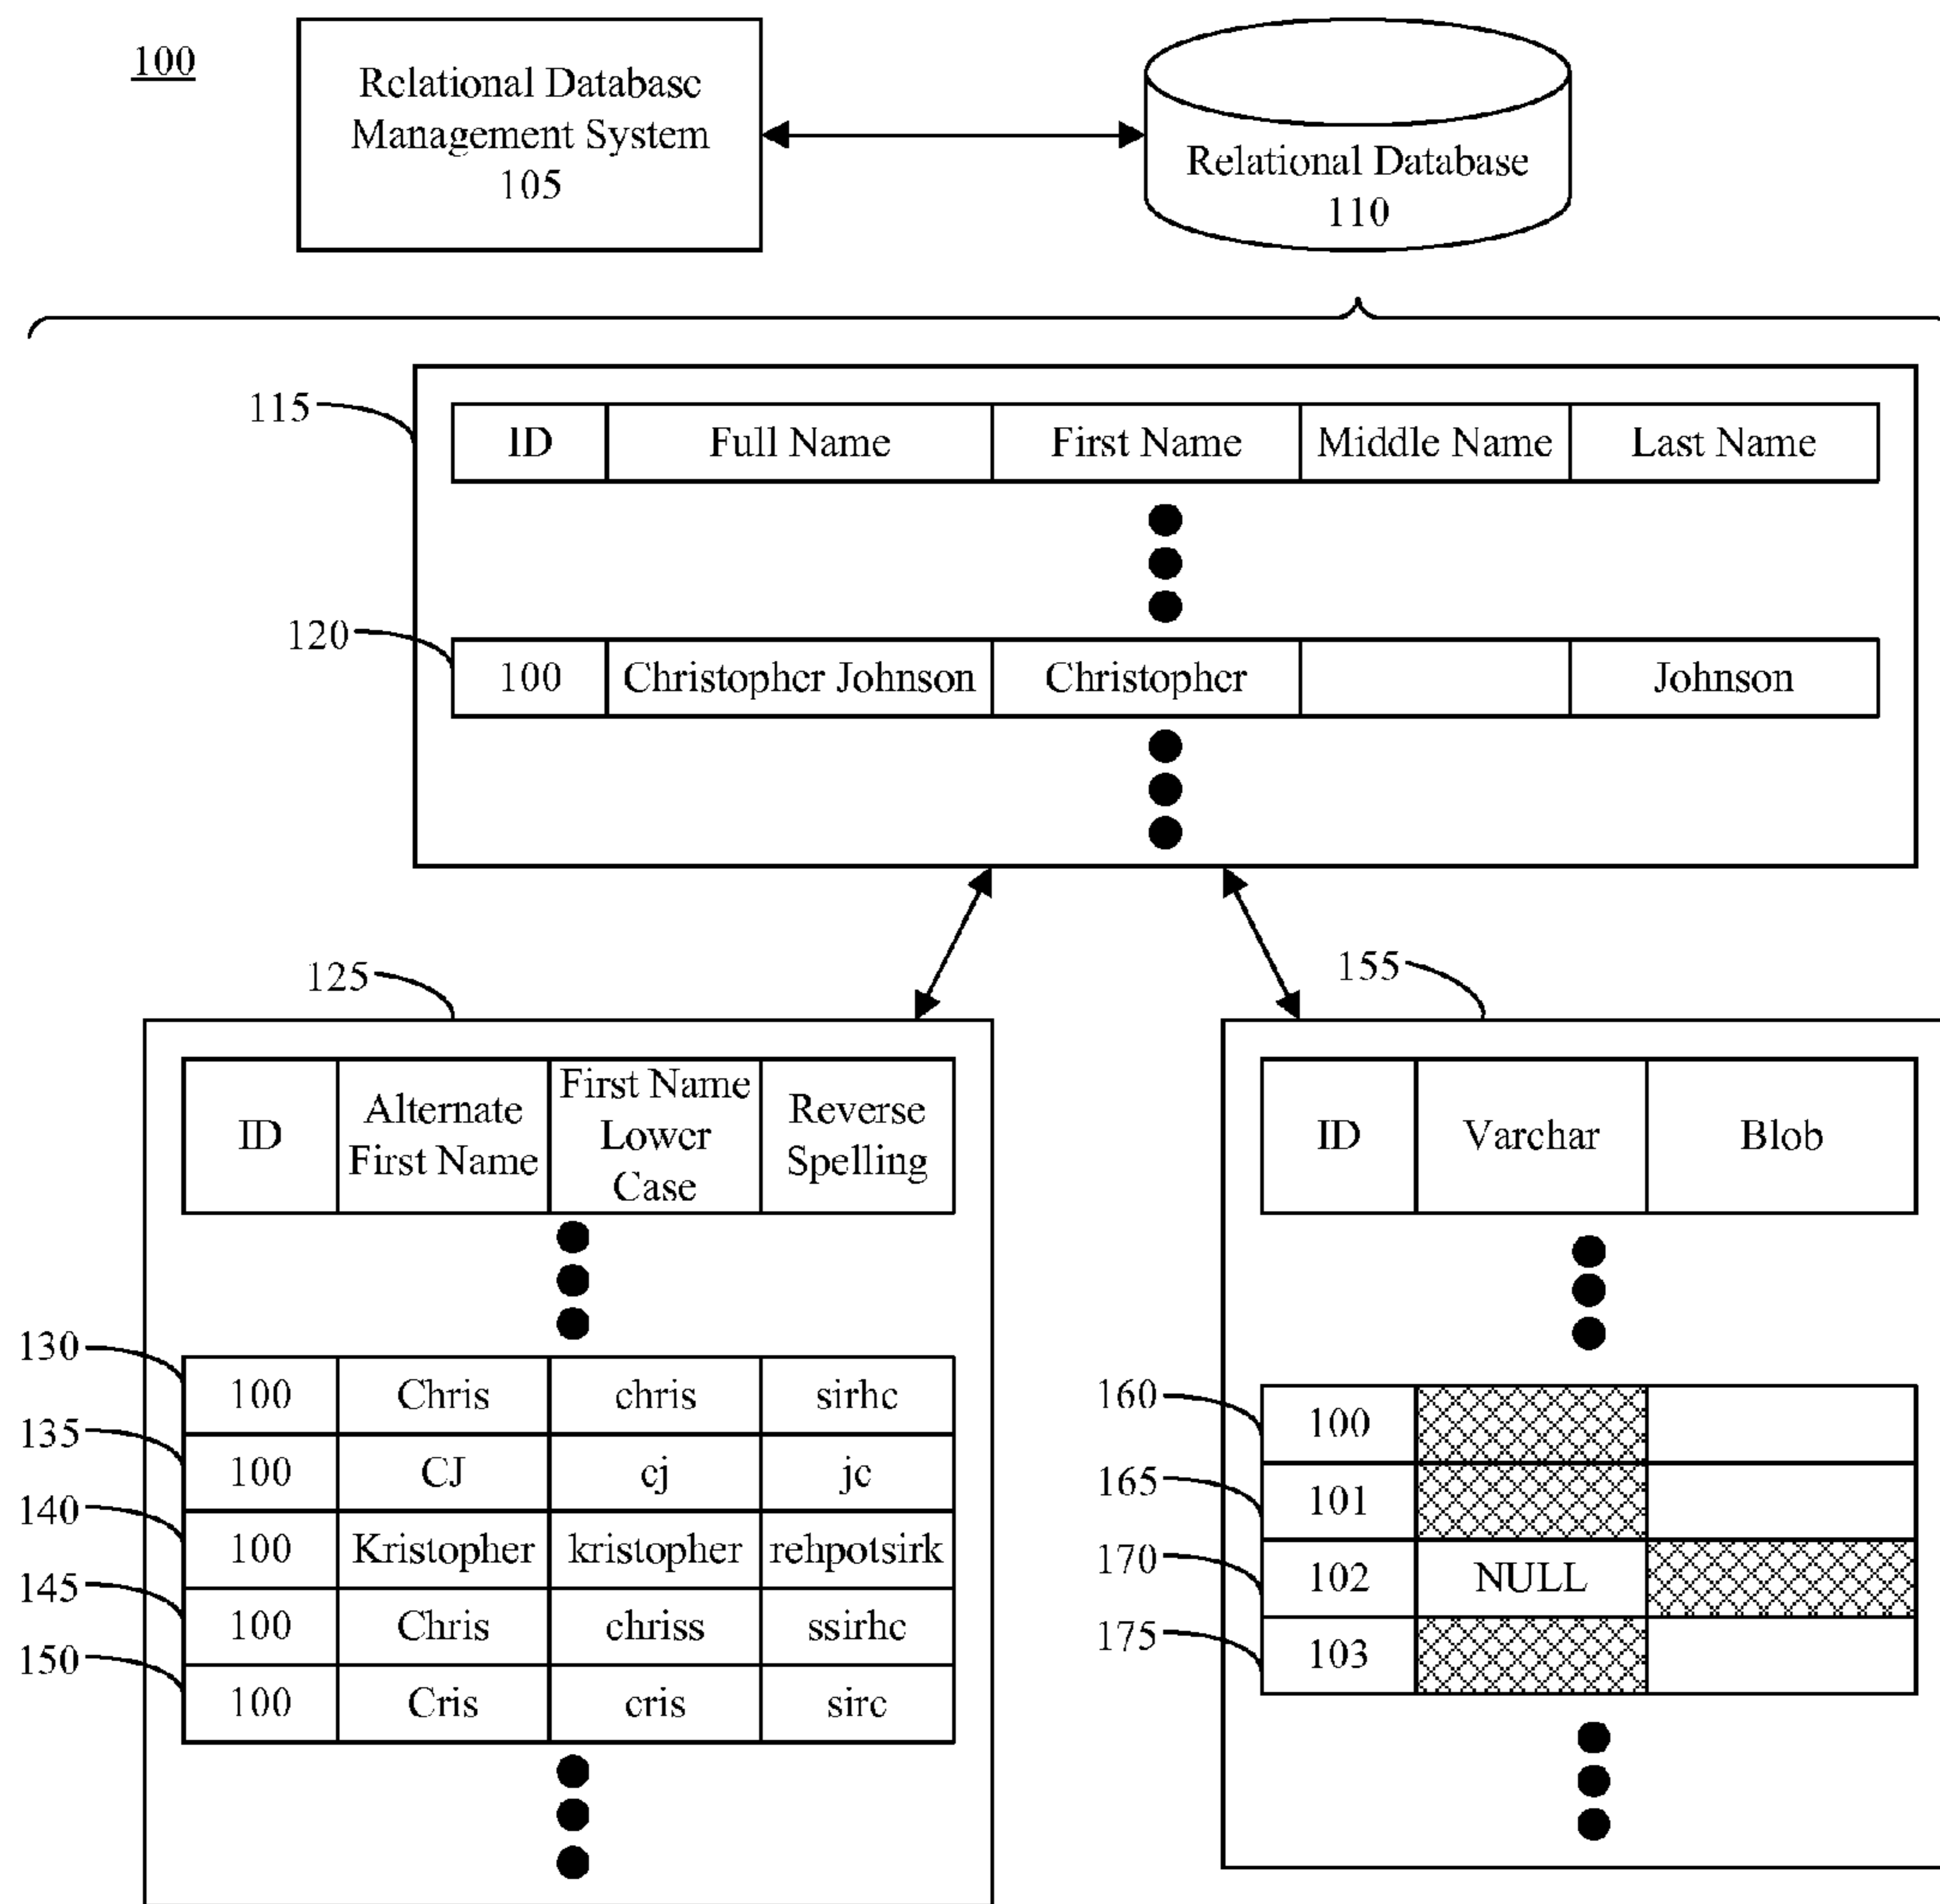 100
Relational Database
Management System
105
Relational Database
110
115
ID Full Name First Name Middle Name Last Name
120
100 Christopher Johnson Christopher Johnson
125
155
ID Alternate First Name First Name Lower Case Reverse Spelling
ID Varchar Blob
130
100 Chris chris sirhc
135
100 CJ cj jc
140
100 Kristopher kristopher rehpotsirk
145
100 Chris chriss ssirhc
150
100 Cris cris sirc
160
100
165
101
170
102 NULL
175
103